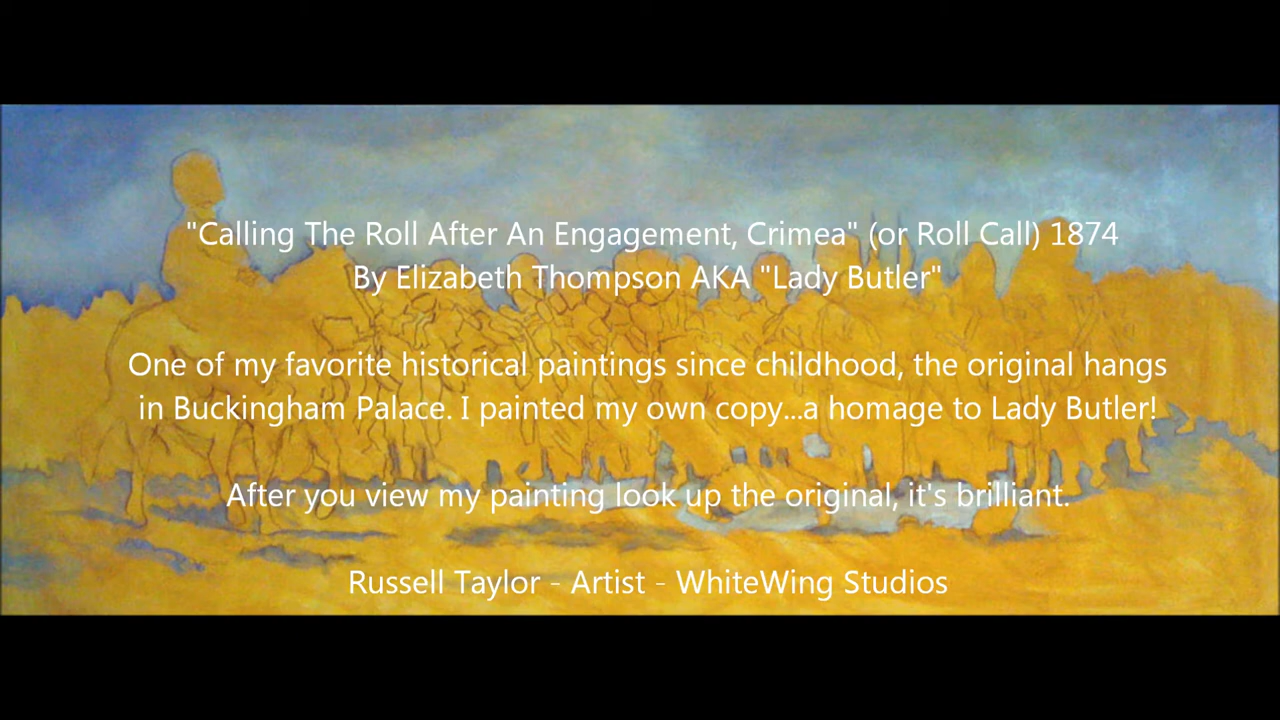 "Calling The Roll After An Engagement, Crimea" (or Roll Call) 1874
By Elizabeth Thompson AKA "Lady Butler"
One of my favorite historical paintings since childhood, the original hangs
in Buckingham Palace. I painted my own copy...a homage to Lady Butler!
After you view my painting look up the original, it's brilliant.
Russell Taylor - Artist - WhiteWing Studios